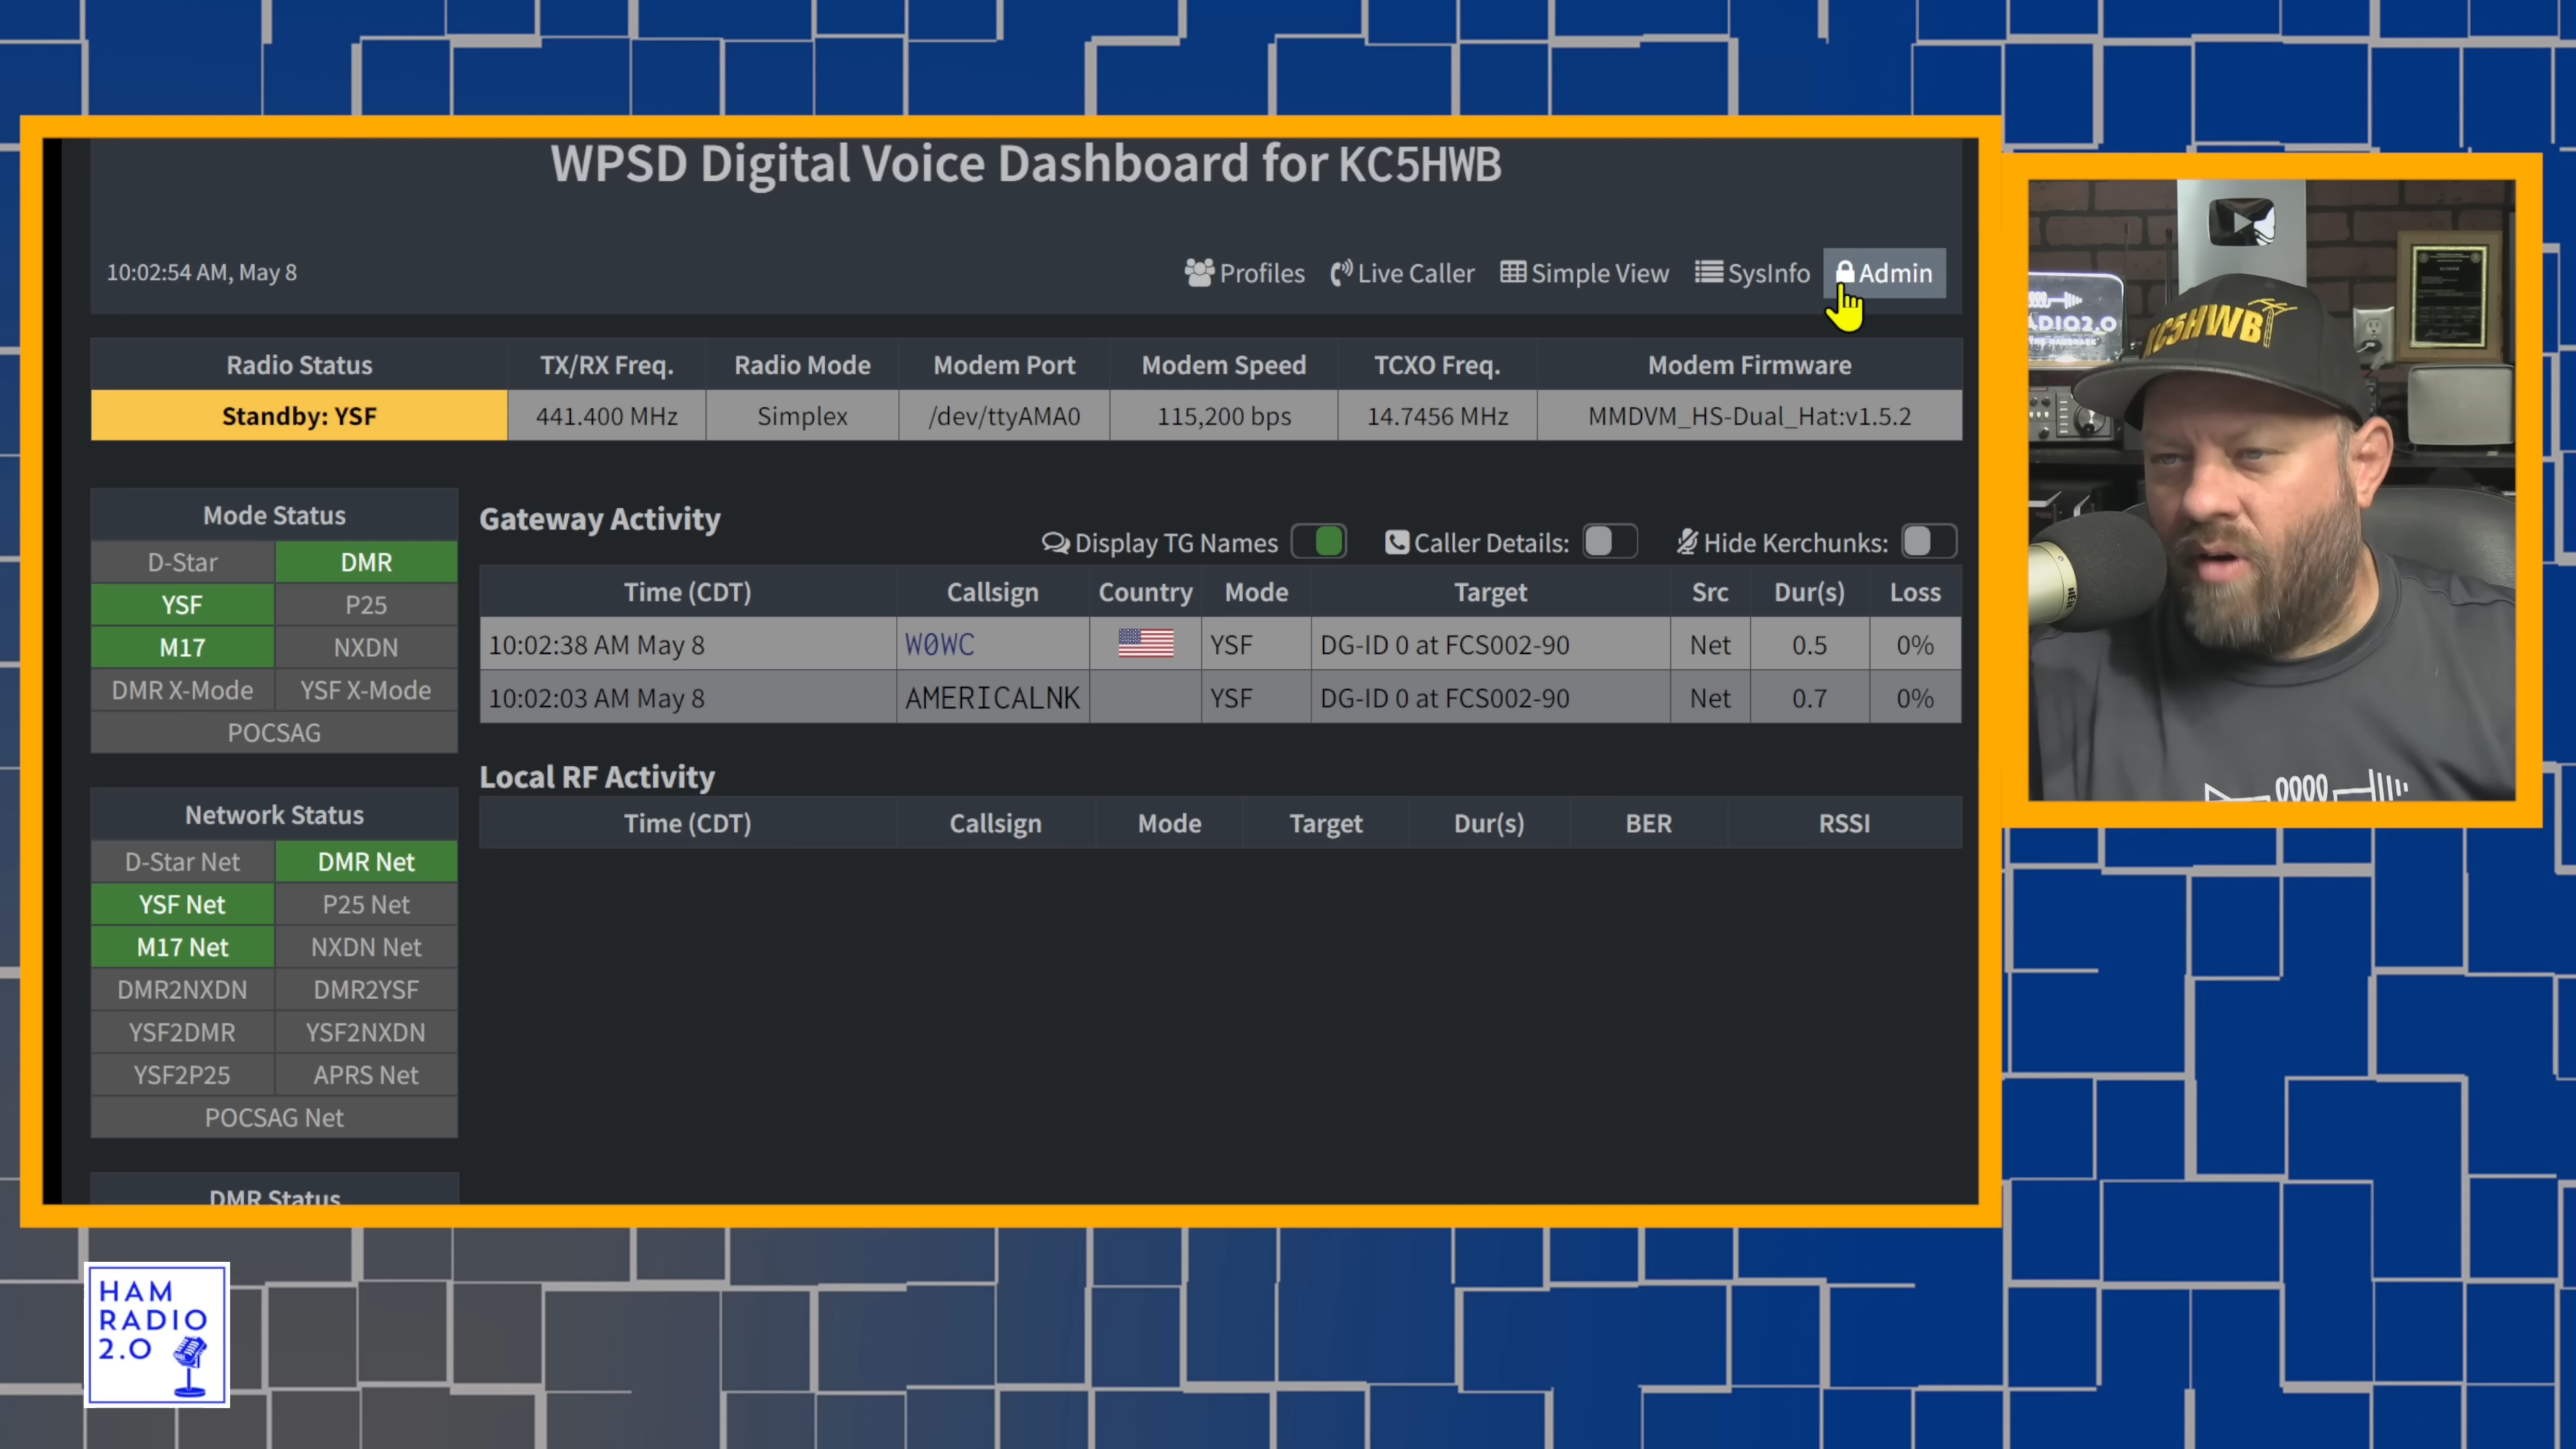 WPSD Digital Voice Dashboard for KC5HWB
10:02:54 AM, May 8
Profiles Live Caller Simple View SysInfo Admin
Radio Status TX/RX Freq. Radio Mode Modem Port Modem Speed TCXO Freq. Modem Firmware
Standby: YSF 441.400 MHz Simplex /dev/ttyAMA0 115,200 bps 14.7456 MHz MMDVM_HS-Dual_Hat:v1.5.2
Mode Status
D-Star DMR
YSF P25
M17 NXDN
DMR X-Mode YSF X-Mode
POCSAG
Network Status
D-Star Net DMR Net
YSF Net P25 Net
M17 Net NXDN Net
DMR2NXDN DMR2YSF
YSF2DMR YSF2NXDN
YSF2P25 APRS Net
POCSAG Net
DMR Status
Gateway Activity
Display TG Names Caller Details: Hide Kerchunks:
Time (CDT) Callsign Country Mode Target Src Dur(s) Loss
10:02:38 AM May 8 W0WC YSF DG-ID 0 at FCS002-90 Net 0.5 0%
10:02:03 AM May 8 AMERICALNK YSF DG-ID 0 at FCS002-90 Net 0.7 0%
Local RF Activity
Time (CDT) Callsign Mode Target Dur(s) BER RSSI
KC5HWB
ADIO2.0
HAM
RADIO
2.0